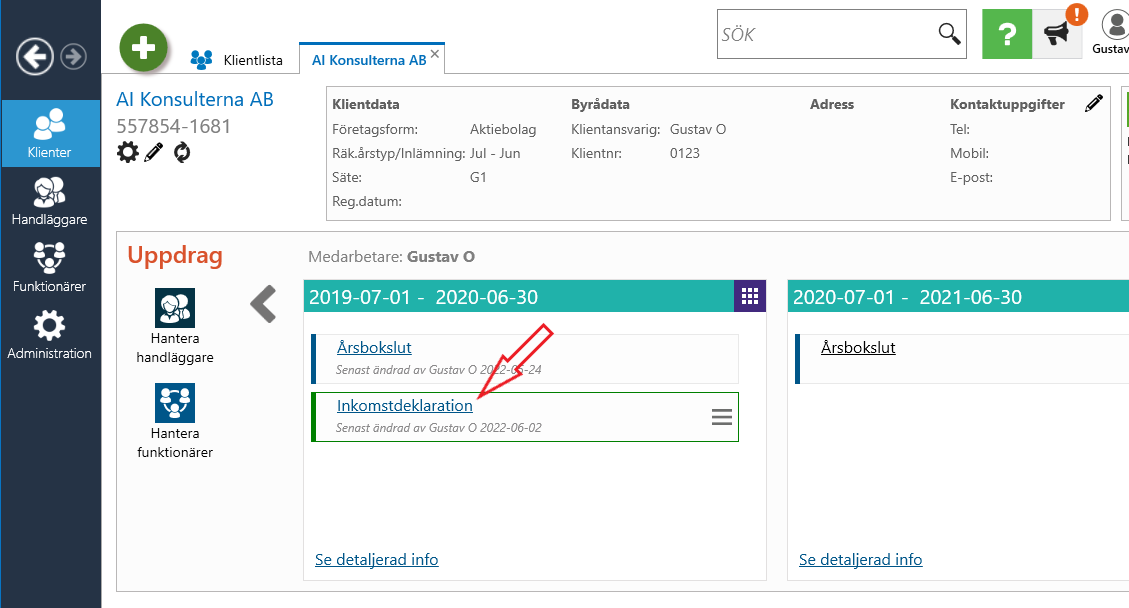 SÖK
?
!
Gustav
Klientlista
AI Konsulterna AB
AI Konsulterna AB
557854-1681
Klienter
Handläggare
Funktionärer
Administration
Klientdata
Företagsform: Aktiebolag
Räk.årstyp/Inlämning: Jul - Jun
Säte: G1
Reg.datum:
Byrådata
Klientansvarig: Gustav O
Klientnr: 0123
Adress
Kontaktuppgifter
Tel:
Mobil:
E-post:
Uppdrag
Hantera
handläggare
Hantera
funktionärer
Medarbetare: Gustav O
2019-07-01 - 2020-06-30
Årsbokslut
Senast ändrad av Gustav O 2022-05-24
Inkomstdeklaration
Senast ändrad av Gustav O 2022-06-02
Se detaljerad info
2020-07-01 - 2021-06-30
Årsbokslut
Se detaljerad info